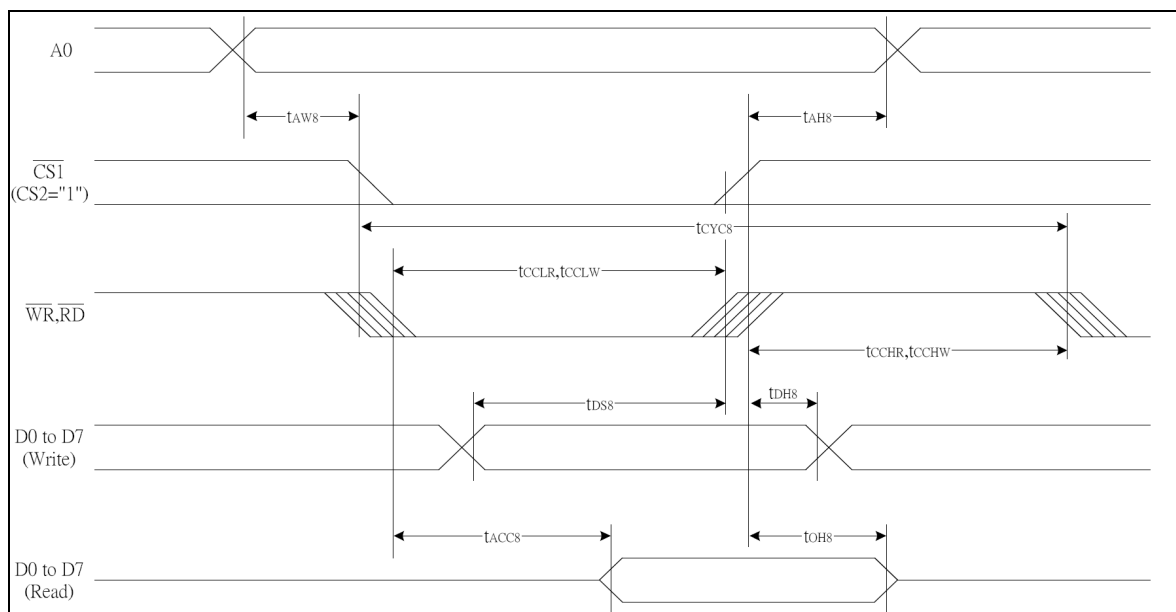 A0
tAW8
tAH8
CS1
(CS2="1")
tCYC8
tCCLR,tCCLW
WR,RD
tCCHR,tCCHW
tDS8
tDH8
D0 to D7
(Write)
tACC8
tOH8
D0 to D7
(Read)